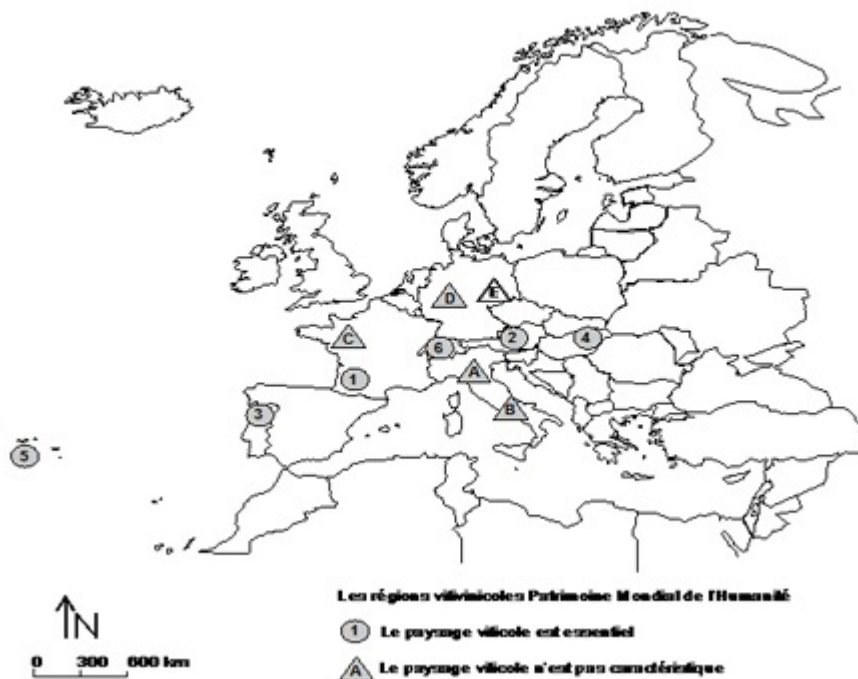 E
D
C
2
4
6
A
1
B
3
5
Les régions vitivinicoles Patrimoine Mondial de l'Humanité
N
1 Le paysage viticole est essentiel
0 300 600 km
A Le paysage viticole n'est pas caractéristique